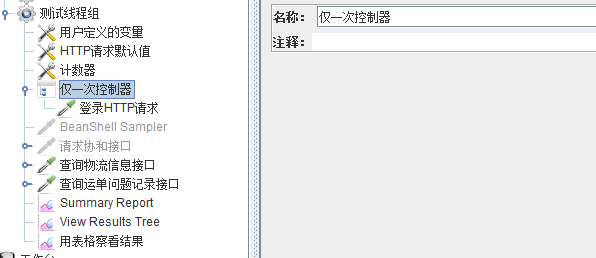 测试线程组
用户定义的变量
HTTP请求默认值
计数器
仅一次控制器
登录HTTP请求
BeanShell Sampler
请求协和接口
查询物流信息接口
查询运单问题记录接口
Summary Report
View Results Tree
用表格察看结果
名称：
仅一次控制器
注释：